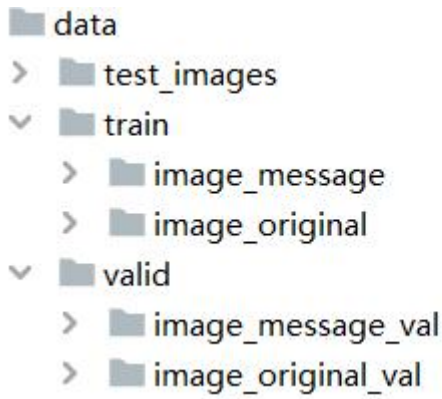 data
test_images
train
image_message
image_original
valid
image_message_val
image_original_val